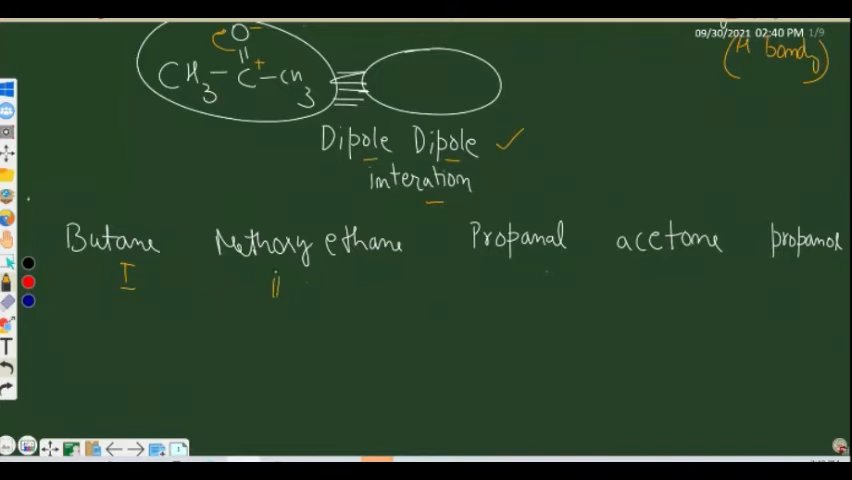 09/30/2021 02:40 PM 1/9
(H bond)
O-
||
CH3-C+-CH3
Dipole Dipole ✓
interation
Butane Methoxy ethane Propanal acetone propanol
I ii
T